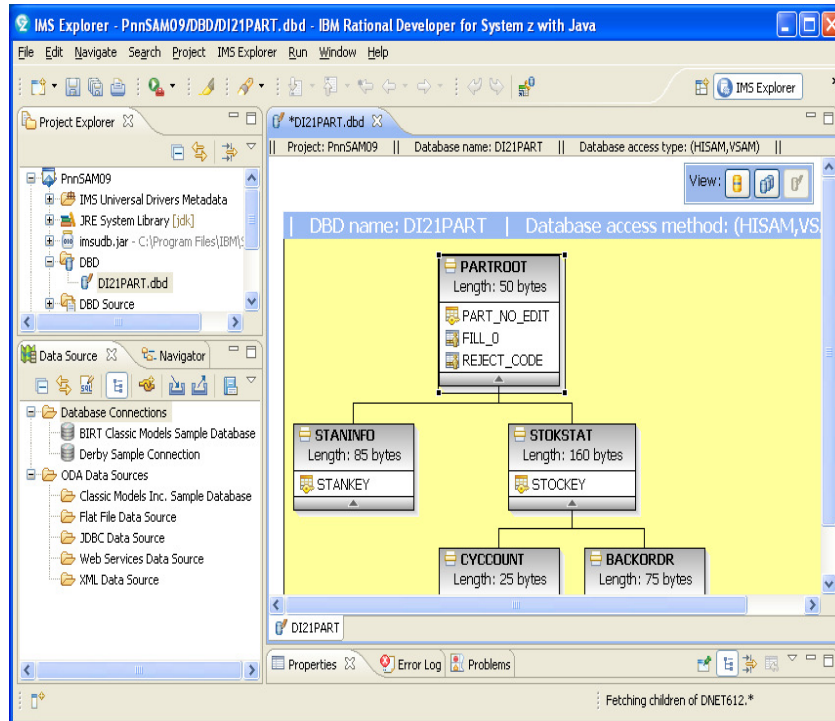 IMS Explorer - PnnSAM09/DBD/DI21PART.dbd - IBM Rational Developer for System z with Java
File Edit Navigate Search Project IMS Explorer Run Window Help
IMS Explorer
Project Explorer
PnnSAM09
IMS Universal Drivers Metadata
JRE System Library [jdk]
imsudb.jar - C:\Program Files\IBM\
DBD
DI21PART.dbd
DBD Source
Data Source Navigator
Database Connections
BIRT Classic Models Sample Database
Derby Sample Connection
ODA Data Sources
Classic Models Inc. Sample Database
Flat File Data Source
JDBC Data Source
Web Services Data Source
XML Data Source
*DI21PART.dbd
|| Project: PnnSAM09 || Database name: DI21PART || Database access type: (HISAM,VSAM) ||
View:
| DBD name: DI21PART | Database access method: (HISAM,VS
PARTROOT
Length: 50 bytes
PART_NO_EDIT
FILL_0
REJECT_CODE
STANINFO
Length: 85 bytes
STANKEY
STOKSTAT
Length: 160 bytes
STOCKEY
CYCCOUNT
Length: 25 bytes
BACKORDR
Length: 75 bytes
DI21PART
Properties Error Log Problems
Fetching children of DNET612.*